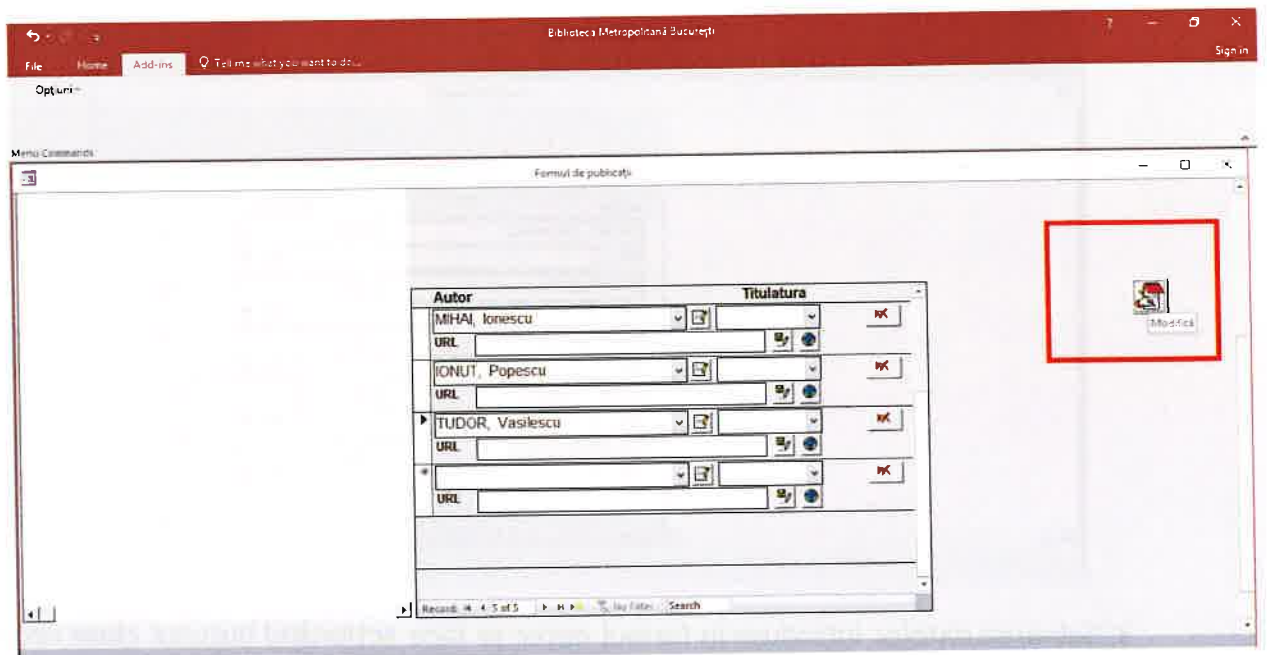 Biblioteca Metropolitană București
Sign in
File Home Add-ins Tell me what you want to do...
Opțiuni
Menu Commands
Formul de publicații
Autor Titulatura
MIHAI, Ionescu
URL
IONUT, Popescu
URL
TUDOR, Vasilescu
URL
URL
Modifică
Record: 5 of 5 No Filter Search